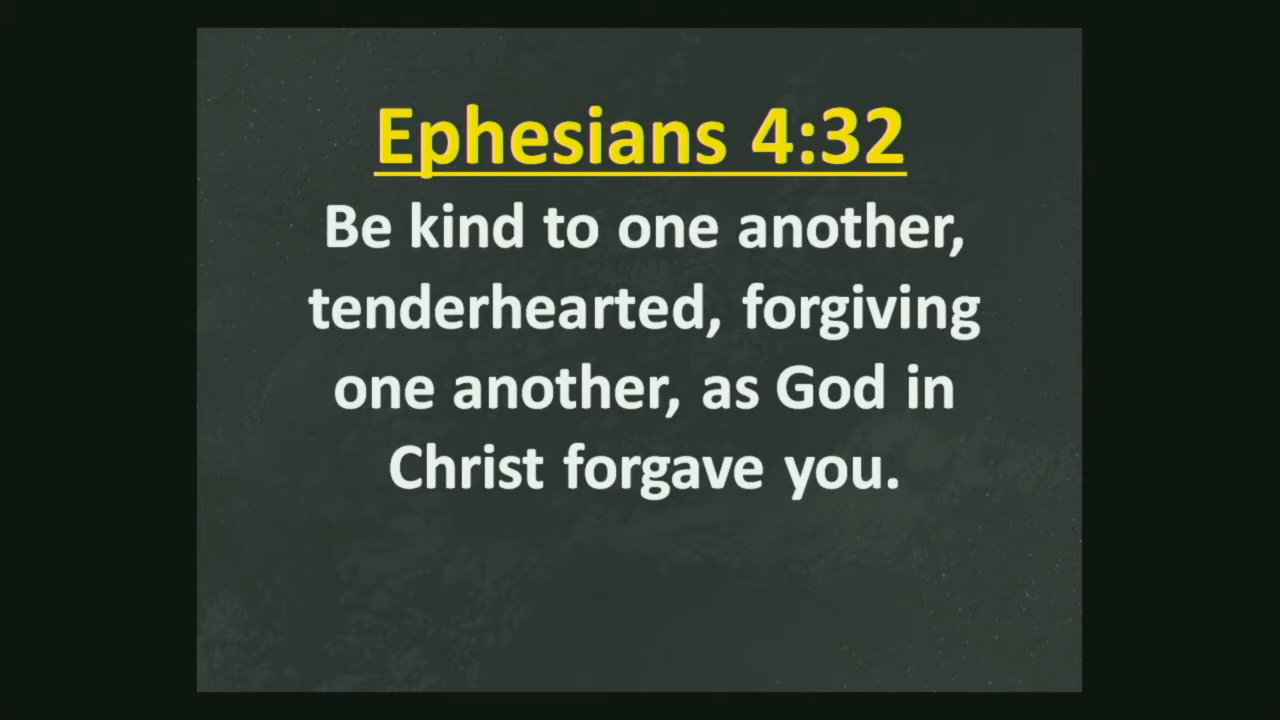 Ephesians 4:32
Be kind to one another,
tenderhearted, forgiving
one another, as God in
Christ forgave you.